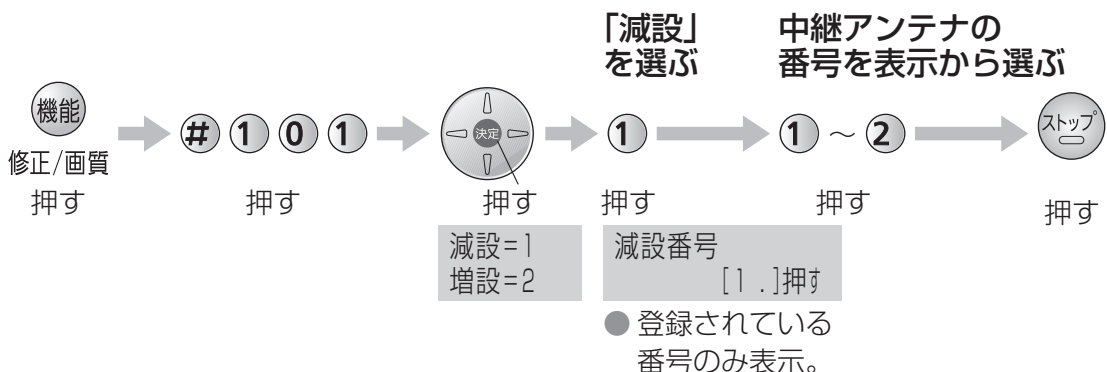 「減設」
を選ぶ
中継アンテナの
番号を表示から選ぶ
機能
修正/画質
押す
# 1 0 1
押す
決定
押す
減設=1
増設=2
1
押す
減設番号
[1 .]押す
● 登録されている
番号のみ表示。
1 ～ 2
押す
ストップ
押す